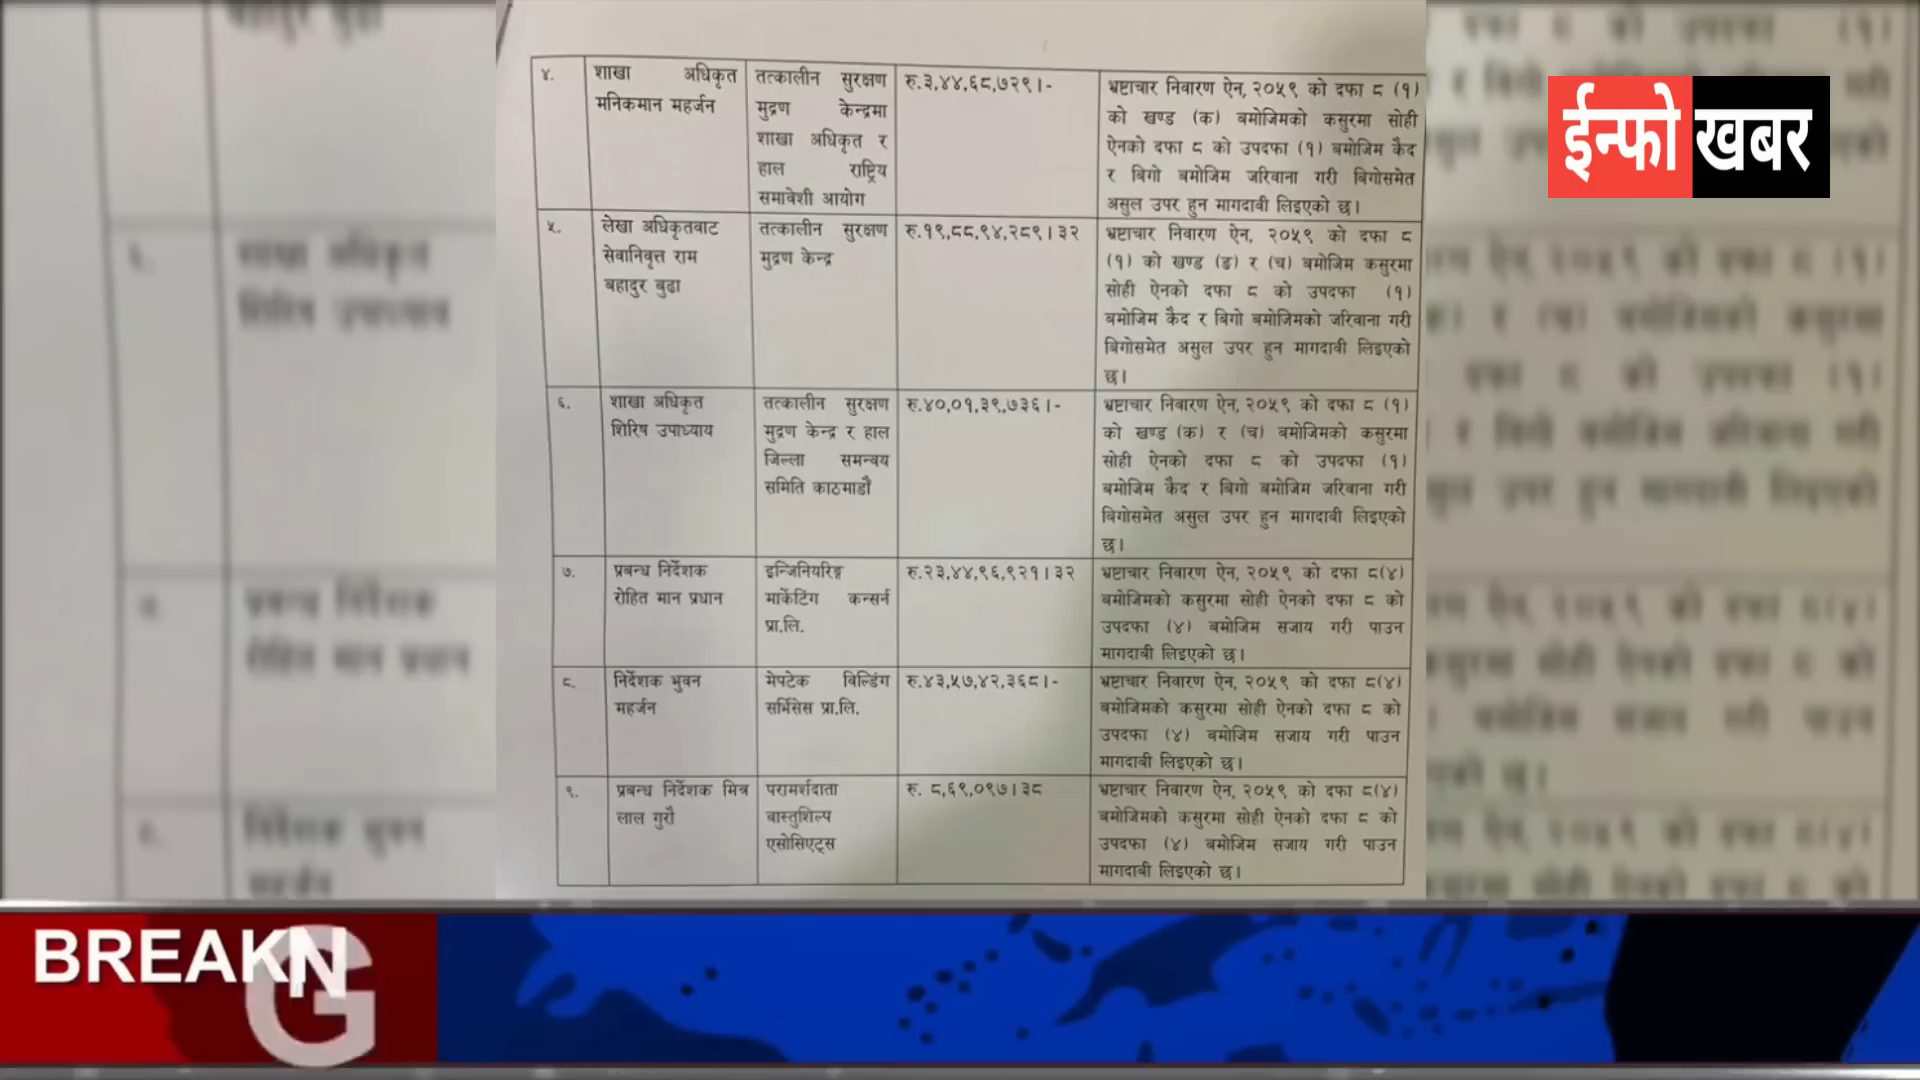 ४.
शाखा अधिकृत
मनिकमान महर्जन
तत्कालीन सुरक्षण
मुद्रण केन्द्रमा
शाखा अधिकृत र
हाल राष्ट्रिय
समावेशी आयोग
रु.३,४४,६८,७२९।-
भ्रष्टाचार निवारण ऐन, २०५९ को दफा ८ (१)
को खण्ड (क) बमोजिमको कसुरमा सोही
ऐनको दफा ८ को उपदफा (१) बमोजिम कैद
र बिगो बमोजिम जरिवाना गरी बिगोसमेत
असुल उपर हुन मागदावी लिइएको छ।
५.
लेखा अधिकृतबाट
सेवानिवृत्त राम
बहादुर बुढा
तत्कालीन सुरक्षण
मुद्रण केन्द्र
रु.१९,८८,९४,२८९।३२
भ्रष्टाचार निवारण ऐन, २०५९ को दफा ८
(१) को खण्ड (ङ) र (च) बमोजिम कसुरमा
सोही ऐनको दफा ८ को उपदफा (१)
बमोजिम कैद र बिगो बमोजिमको जरिवाना गरी
बिगोसमेत असुल उपर हुन मागदावी लिइएको
छ।
६.
शाखा अधिकृत
शिरिष उपाध्याय
तत्कालीन सुरक्षण
मुद्रण केन्द्र र हाल
जिल्ला समन्वय
समिति काठमाडौं
रु.४०,०१,३९,७३६।-
भ्रष्टाचार निवारण ऐन, २०५९ को दफा ८ (१)
को खण्ड (क) र (च) बमोजिमको कसुरमा
सोही ऐनको दफा ८ को उपदफा (१)
बमोजिम कैद र बिगो बमोजिम जरिवाना गरी
बिगोसमेत असुल उपर हुन मागदावी लिइएको
छ।
७.
प्रबन्ध निर्देशक
रोहित मान प्रधान
इन्जिनियरिङ्ग
मार्केटिंग कन्सर्न
प्रा.लि.
रु.२३,४४,९६,९२१।३२
भ्रष्टाचार निवारण ऐन, २०५९ को दफा ८(४)
बमोजिमको कसुरमा सोही ऐनको दफा ८ को
उपदफा (४) बमोजिम सजाय गरी पाउन
मागदाबी लिइएको छ।
८.
निर्देशक भुवन
महर्जन
मेपटेक बिल्डिंग
सर्भिसेस प्रा.लि.
रु.४३,५७,४२,३६८।-
भ्रष्टाचार निवारण ऐन, २०५९ को दफा ८(४)
बमोजिमको कसुरमा सोही ऐनको दफा ८ को
उपदफा (४) बमोजिम सजाय गरी पाउन
मागदाबी लिइएको छ।
९.
प्रबन्ध निर्देशक मित्र
लाल गुरौ
परामर्शदाता
वास्तुशिल्प
एसोसिएट्स
रु. ८,६९,०९७।३८
भ्रष्टाचार निवारण ऐन, २०५९ को दफा ८(४)
बमोजिमको कसुरमा सोही ऐनको दफा ८ को
उपदफा (४) बमोजिम सजाय गरी पाउन
मागदाबी लिइएको छ।
ईन्फो खबर
BREAKNG